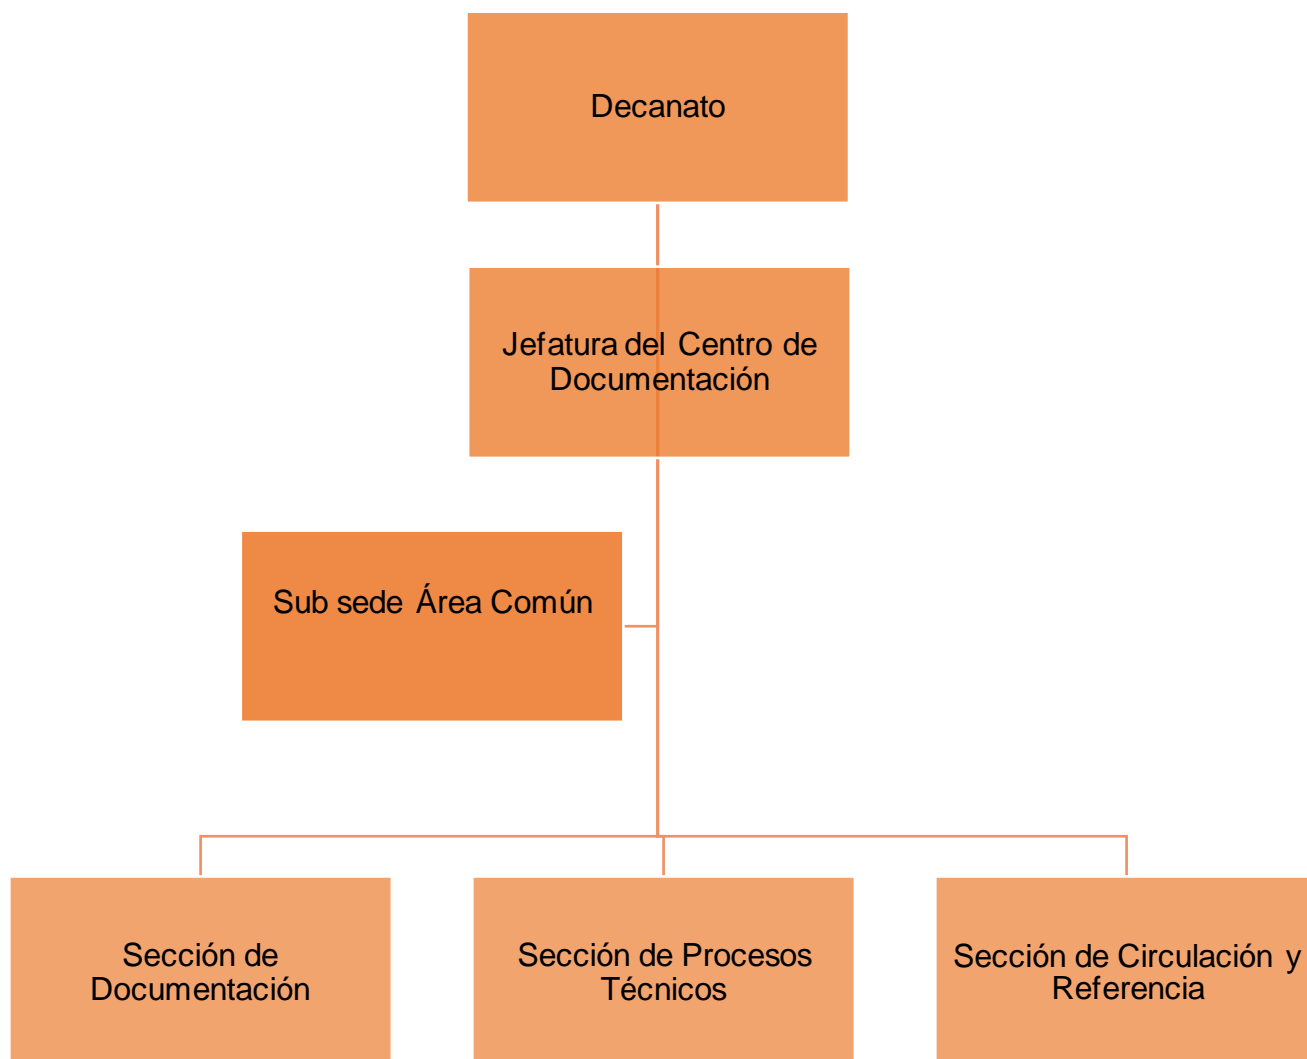 Decanato
Jefatura del Centro de
Documentación
Sub sede Área Común
Sección de
Documentación
Sección de Procesos
Técnicos
Sección de Circulación y
Referencia